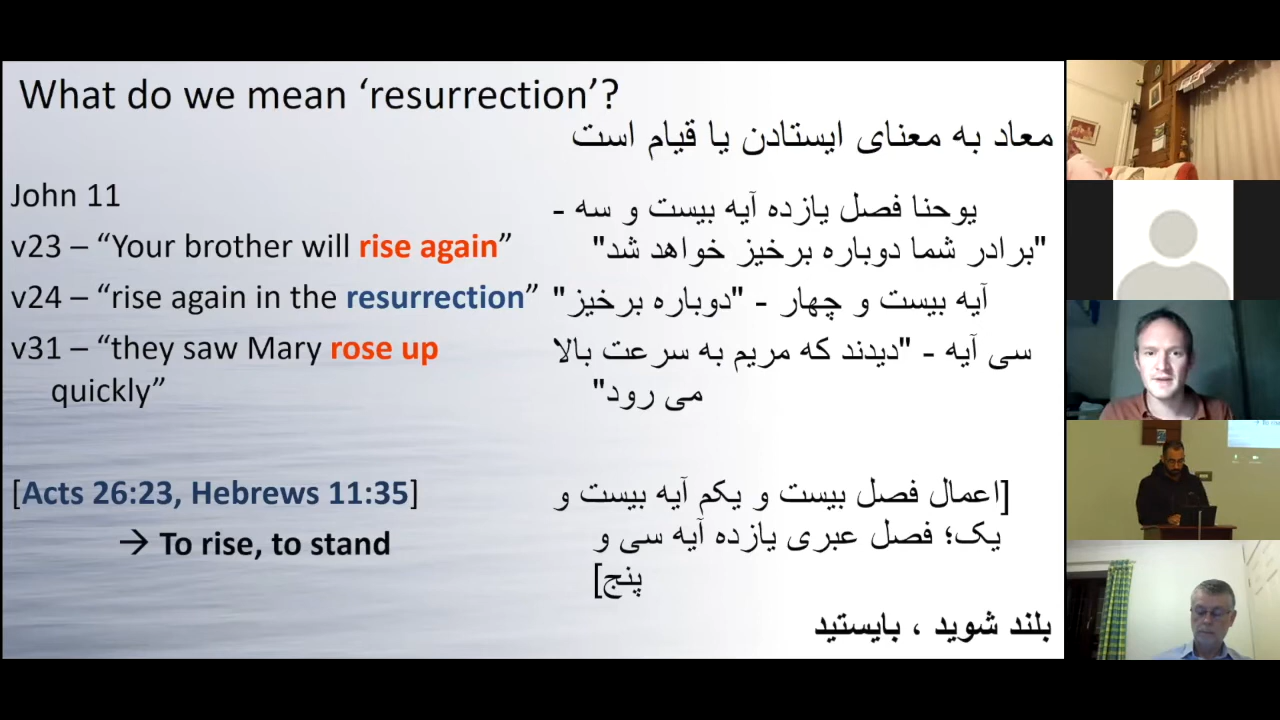 What do we mean ‘resurrection’?
معاد به معنای ایستادن یا قیام است
John 11
v23 – “Your brother will rise again”
v24 – “rise again in the resurrection”
v31 – “they saw Mary rose up
quickly”
[Acts 26:23, Hebrews 11:35]
→ To rise, to stand
یوحنا فصل یازده آیه بیست و سه -
"برادر شما دوباره برخیز خواهد شد"
آیه بیست و چهار - "دوباره برخیز"
سی آیه - "دیدند که مریم به سرعت بالا
می رود"
[اعمال فصل بیست و یکم آیه بیست و
یک؛ فصل عبری یازده آیه سی و
پنج]
بلند شوید ، بایستید